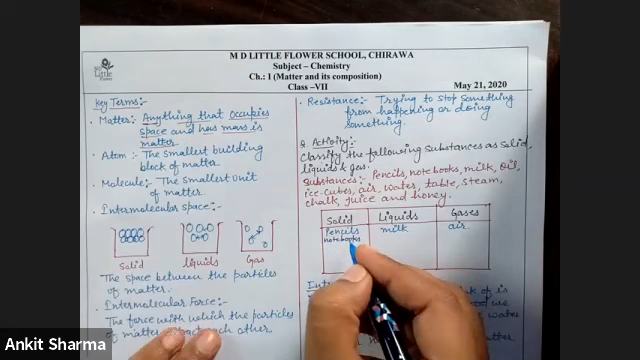 M D LITTLE FLOWER SCHOOL, CHIRAWA
Subject – Chemistry
Ch.: I (Matter and its composition)
Class –VII
May 21, 2020
Key Terms:-
• Matter:- Anything that occupies
space and has mass is
matter.
• Atom:- The smallest building
block of matter.
• Molecule:- The smallest unit
of matter.
• Intermolecular space:-
Solid
liquids
Gas
The space between the particles
of matter.
• Intermolecular Force:-
The force with which the particles
of matter each other
• Resistance:- Trying to stop something
from happening or doing
something.
Q. Activity:-
Classify the following Substances as Solid,
liquids & gas.
Substances:- Pencils, notebooks, milk, Oil,
ice cubes, air, water, table, steam,
chalk, Juice and honey.
Solid
Liquids
Gases
Pencils
milk
air.
notebooks
of is
water
matter
Ankit Sharma